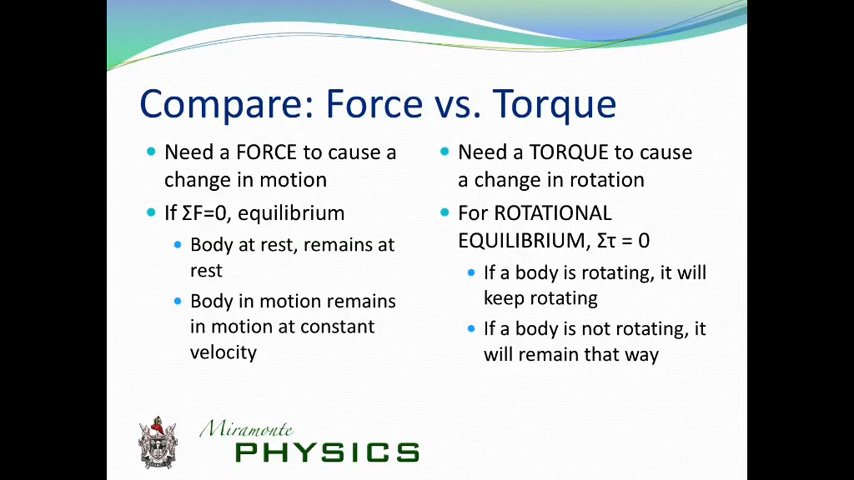 Compare: Force vs. Torque
• Need a FORCE to cause a
change in motion
• If ΣF=0, equilibrium
• Body at rest, remains at
rest
• Body in motion remains
in motion at constant
velocity
• Need a TORQUE to cause
a change in rotation
• For ROTATIONAL
EQUILIBRIUM, Στ = 0
• If a body is rotating, it will
keep rotating
• If a body is not rotating, it
will remain that way
Miramonte
PHYSICS